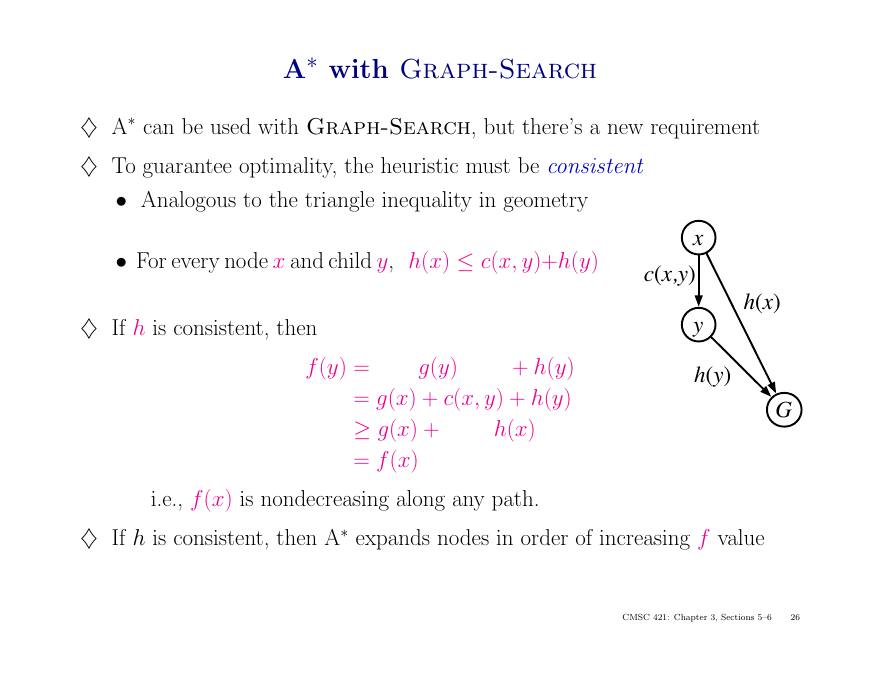 A* with Graph-Search
♢ A* can be used with Graph-Search, but there's a new requirement
♢ To guarantee optimality, the heuristic must be consistent
• Analogous to the triangle inequality in geometry
• For every node x and child y, h(x) ≤ c(x, y)+h(y)
x
c(x,y)
h(x)
y
h(y)
G
♢ If h is consistent, then
f(y) = g(y) + h(y)
= g(x) + c(x, y) + h(y)
≥ g(x) + h(x)
= f(x)
i.e., f(x) is nondecreasing along any path.
♢ If h is consistent, then A* expands nodes in order of increasing f value
CMSC 421: Chapter 3, Sections 5–6 26